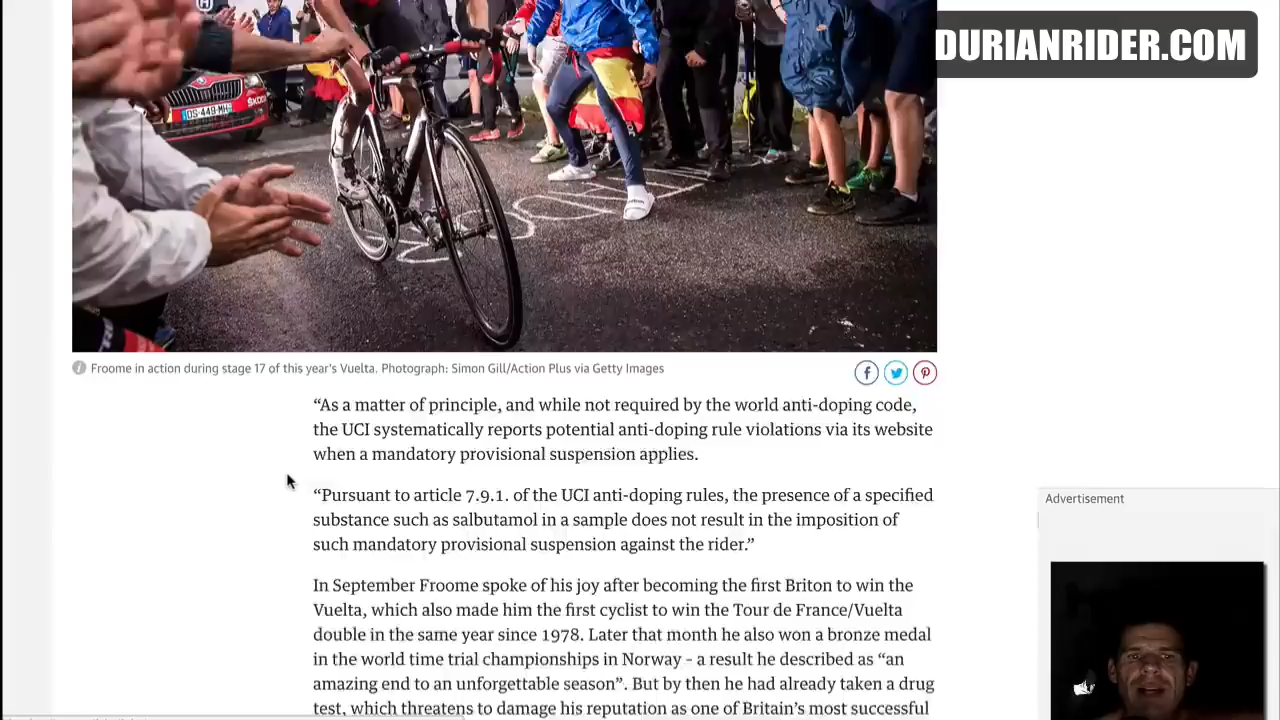 DURIANRIDER.COM
DS-449-MH
ŠKODA
Froome in action during stage 17 of this year's Vuelta. Photograph: Simon Gill/Action Plus via Getty Images
“As a matter of principle, and while not required by the world anti-doping code,
the UCI systematically reports potential anti-doping rule violations via its website
when a mandatory provisional suspension applies.
“Pursuant to article 7.9.1. of the UCI anti-doping rules, the presence of a specified
substance such as salbutamol in a sample does not result in the imposition of
such mandatory provisional suspension against the rider.”
Advertisement
In September Froome spoke of his joy after becoming the first Briton to win the
Vuelta, which also made him the first cyclist to win the Tour de France/Vuelta
double in the same year since 1978. Later that month he also won a bronze medal
in the world time trial championships in Norway – a result he described as “an
amazing end to an unforgettable season”. But by then he had already taken a drug
test, which threatens to damage his reputation as one of Britain’s most successful